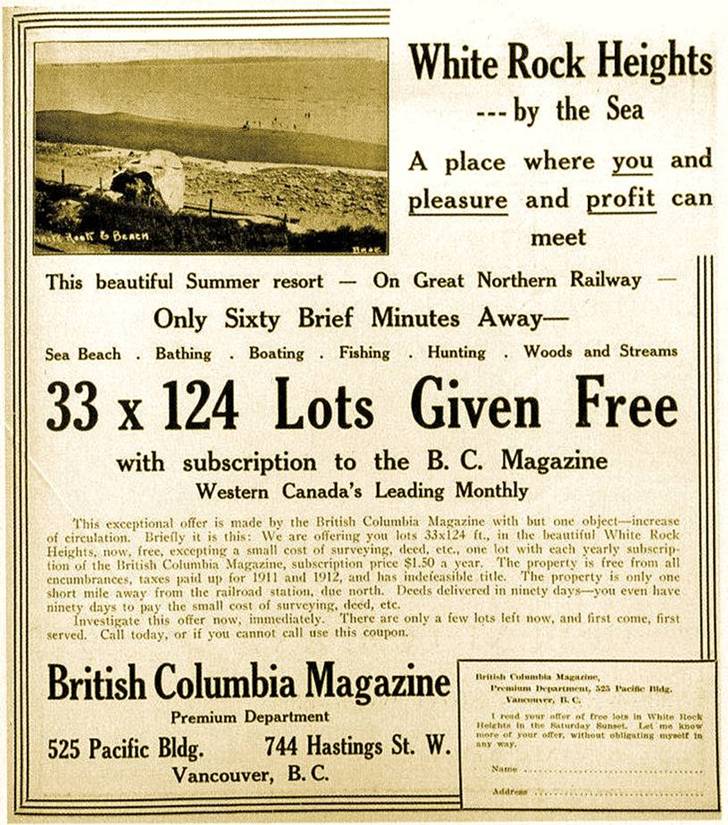 White Rock & Beach
White Rock Heights
--- by the Sea
A place where you and
pleasure and profit can
meet
This beautiful Summer resort — On Great Northern Railway —
Only Sixty Brief Minutes Away—
Sea Beach . Bathing . Boating . Fishing . Hunting . Woods and Streams
33 x 124 Lots Given Free
with subscription to the B. C. Magazine
Western Canada's Leading Monthly
This exceptional offer is made by the British Columbia Magazine with but one object—increase
of circulation. Briefly it is this: We are offering you lots 33x124 ft., in the beautiful White Rock
Heights, now, free, excepting a small cost of surveying, deed, etc., one lot with each yearly subscrip-
tion of the British Columbia Magazine, subscription price $1.50 a year. The property is free from all
encumbrances, taxes paid up for 1911 and 1912, and has indefeasible title. The property is only one
short mile away from the railroad station, due north. Deeds delivered in ninety days—you even have
ninety days to pay the small cost of surveying, deed, etc.
Investigate this offer now, immediately. There are only a few lots left now, and first come, first
served. Call today, or if you cannot call use this coupon.
British Columbia Magazine
Premium Department
525 Pacific Bldg. 744 Hastings St. W.
Vancouver, B. C.
British Columbia Magazine,
Premium Department, 525 Pacific Bldg.
Vancouver, B. C.
I read your offer of free lots in White Rock
Heights in the Saturday Sunset. Let me know
more of your offer, without obligating myself in
any way.
Name
Address